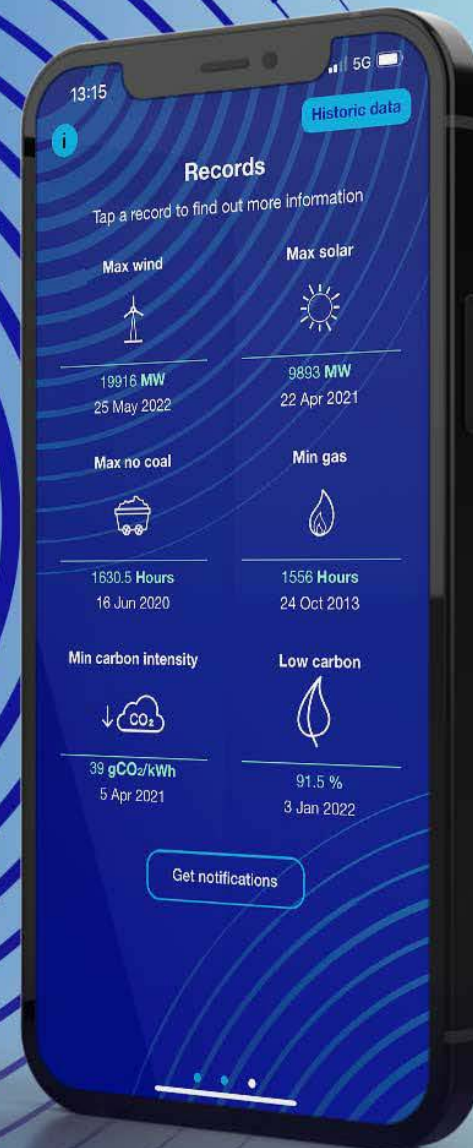 13:15
5G
i
Historic data
Records
Tap a record to find out more information
Max wind
Max solar
19916 MW
9893 MW
25 May 2022
22 Apr 2021
Max no coal
Min gas
1630.5 Hours
1556 Hours
16 Jun 2020
24 Oct 2013
Min carbon intensity
Low carbon
CO₂
39 gCO₂/kWh
91.5 %
5 Apr 2021
3 Jan 2022
Get notifications